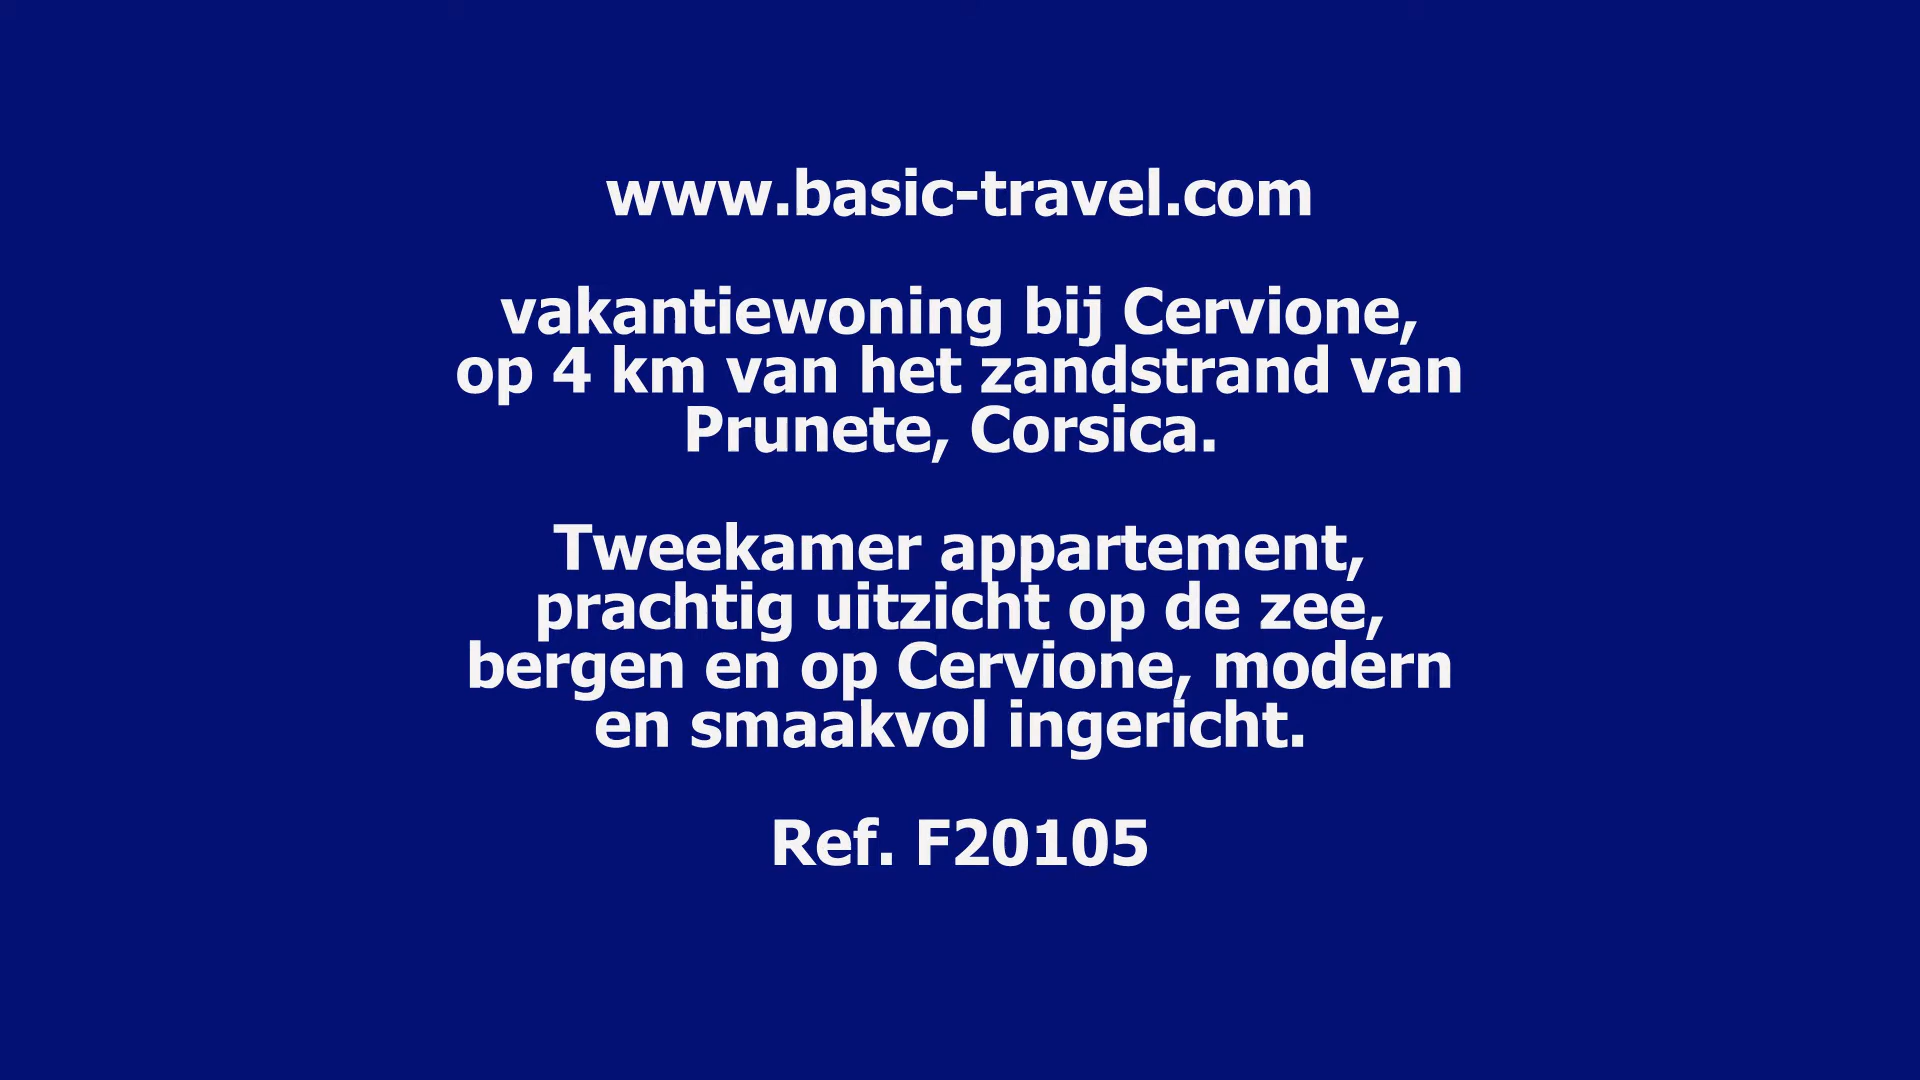 www.basic-travel.com
vakantiewoning bij Cervione,
op 4 km van het zandstrand van
Prunete, Corsica.
Tweekamer appartement,
prachtig uitzicht op de zee,
bergen en op Cervione, modern
en smaakvol ingericht.
Ref. F20105